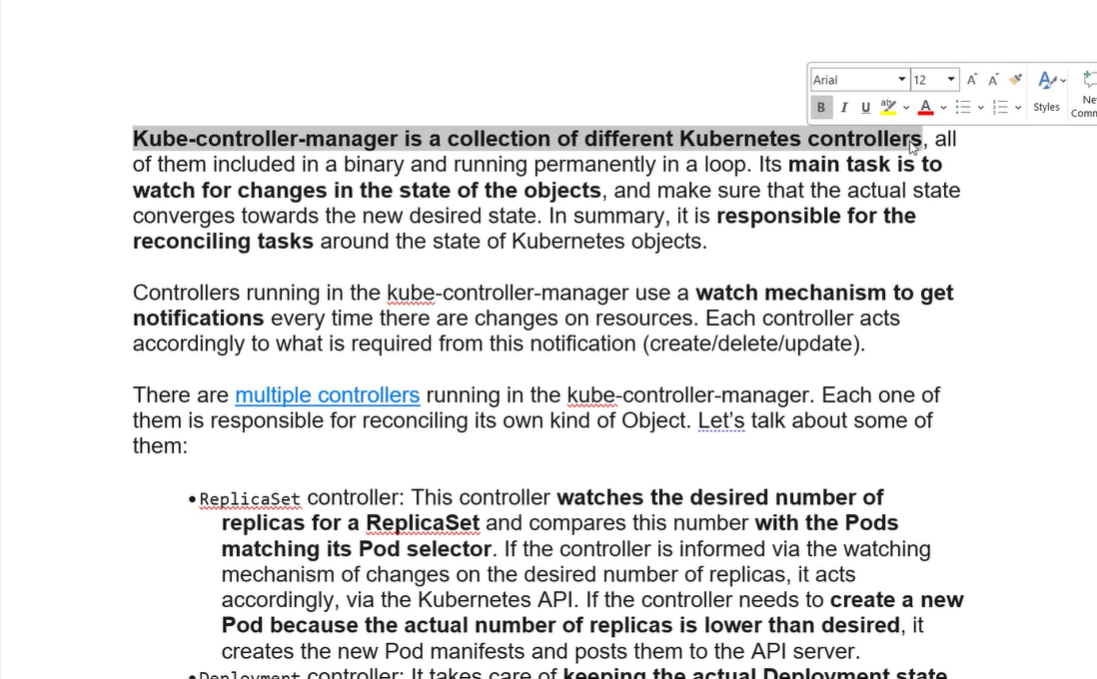 Arial 12 A A A
B I U ab A Styles
Kube-controller-manager is a collection of different Kubernetes controllers, all
of them included in a binary and running permanently in a loop. Its main task is to
watch for changes in the state of the objects, and make sure that the actual state
converges towards the new desired state. In summary, it is responsible for the
reconciling tasks around the state of Kubernetes objects.
Controllers running in the kube-controller-manager use a watch mechanism to get
notifications every time there are changes on resources. Each controller acts
accordingly to what is required from this notification (create/delete/update).
There are multiple controllers running in the kube-controller-manager. Each one of
them is responsible for reconciling its own kind of Object. Let’s talk about some of
them:
•ReplicaSet controller: This controller watches the desired number of
replicas for a ReplicaSet and compares this number with the Pods
matching its Pod selector. If the controller is informed via the watching
mechanism of changes on the desired number of replicas, it acts
accordingly, via the Kubernetes API. If the controller needs to create a new
Pod because the actual number of replicas is lower than desired, it
creates the new Pod manifests and posts them to the API server.
•Deployment controller: It takes care of keeping the actual Deployment state